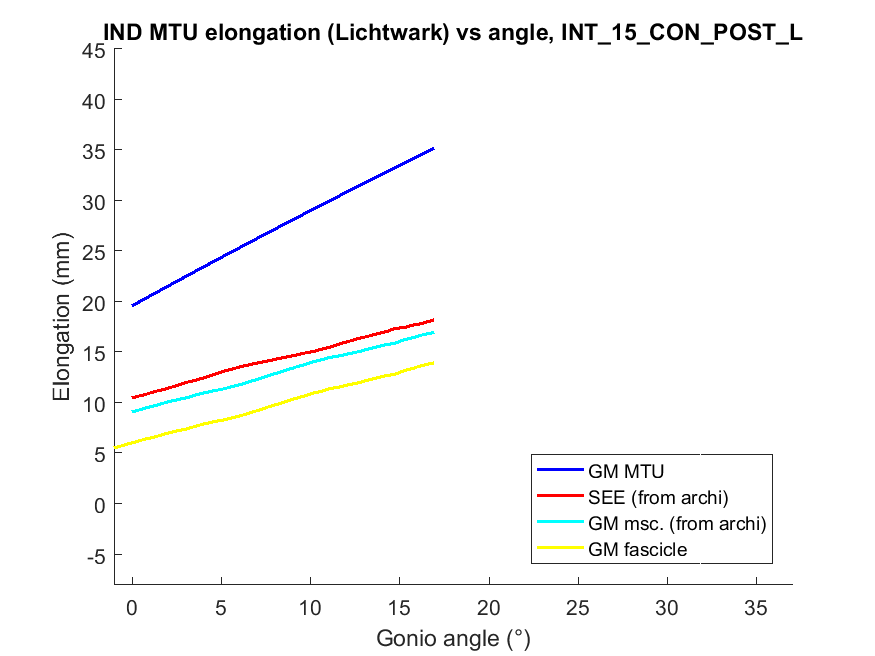 IND MTU elongation (Lichtwark) vs angle, INT_15_CON_POST_L
45
40
35
30
25
20
15
10
5
0
-5
Elongation (mm)
0 5 10 15 20 25 30 35
Gonio angle (°)
GM MTU
SEE (from archi)
GM msc. (from archi)
GM fascicle